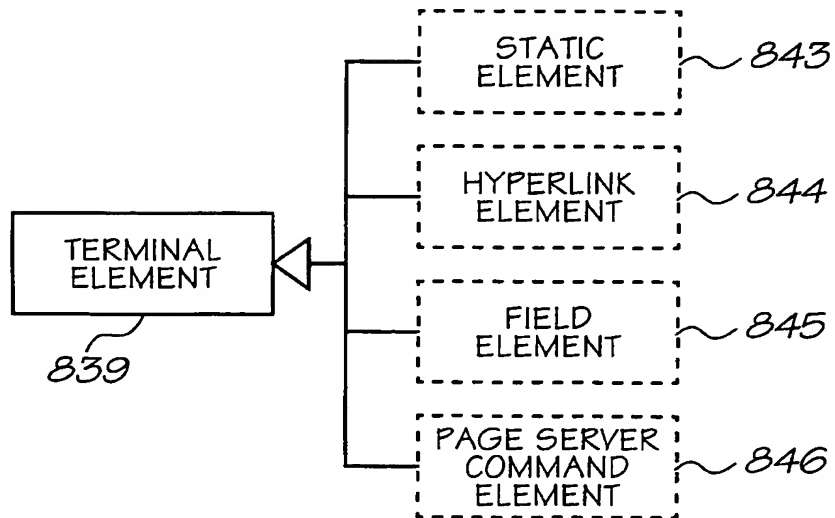 STATIC
ELEMENT
843
HYPERLINK
ELEMENT
844
TERMINAL
ELEMENT
839
FIELD
ELEMENT
845
PAGE SERVER
COMMAND
ELEMENT
846